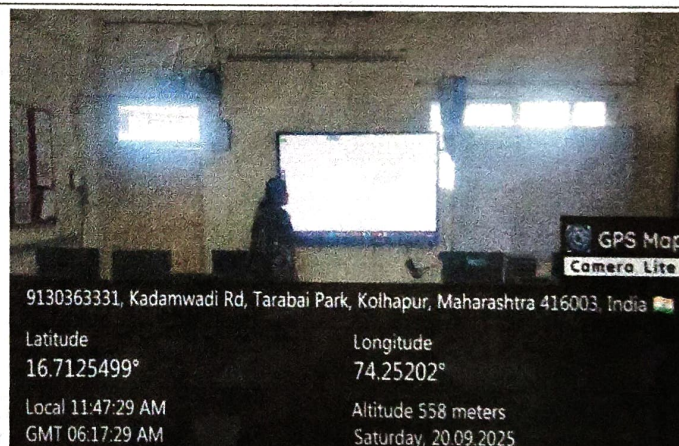 GPS Map
Camera Lite
9130363331, Kadamwadi Rd, Tarabai Park, Kolhapur, Maharashtra 416003, India
Latitude
16.7125499°
Longitude
74.25202°
Local 11:47:29 AM
GMT 06:17:29 AM
Altitude 558 meters
Saturday, 20.09.2025